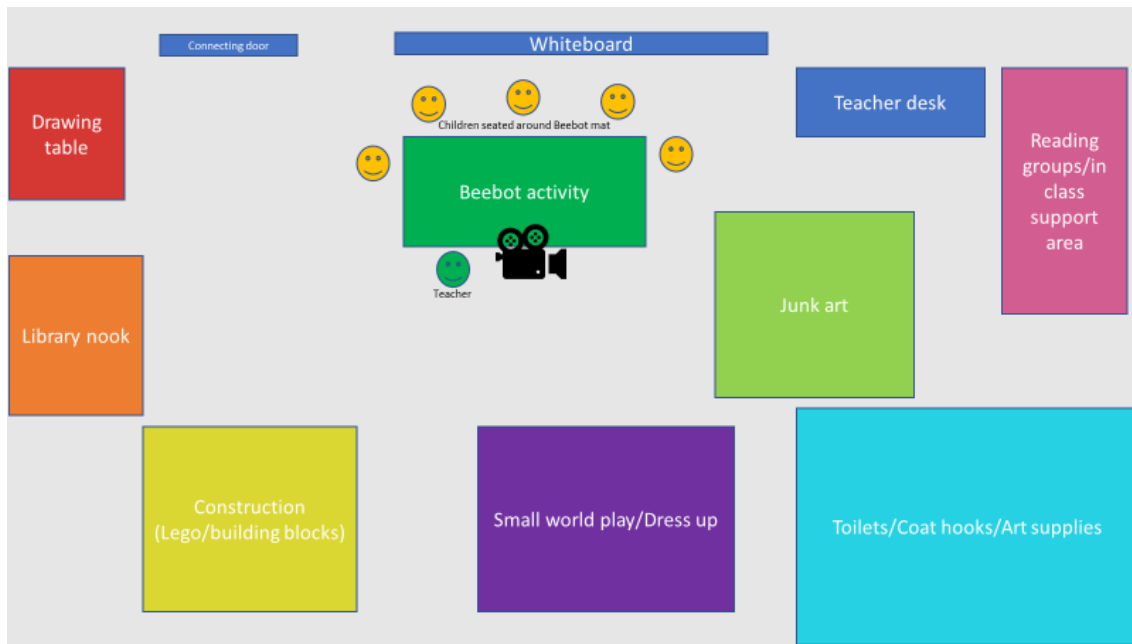 Connecting door
Whiteboard
Drawing
table
Children seated around Beebot mat
Teacher desk
Reading
groups/in
class
support
area
Beebot activity
Teacher
Library nook
Junk art
Construction
(Lego/building blocks)
Small world play/Dress up
Toilets/Coat hooks/Art supplies